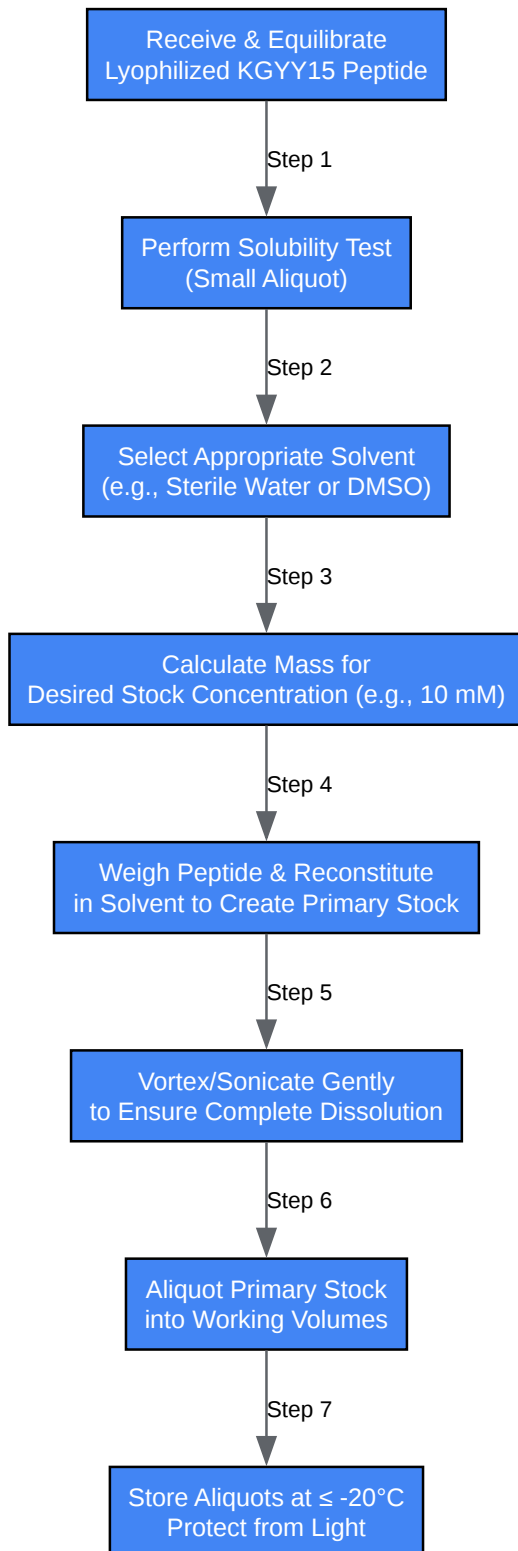 Receive & Equilibrate
Lyophilized KGYY15 Peptide
Step 1
Perform Solubility Test
(Small Aliquot)
Step 2
Select Appropriate Solvent
(e.g., Sterile Water or DMSO)
Step 3
Calculate Mass for
Desired Stock Concentration (e.g., 10 mM)
Step 4
Weigh Peptide & Reconstitute
in Solvent to Create Primary Stock
Step 5
Vortex/Sonicate Gently
to Ensure Complete Dissolution
Step 6
Aliquot Primary Stock
into Working Volumes
Step 7
Store Aliquots at ≤ -20°C
Protect from Light